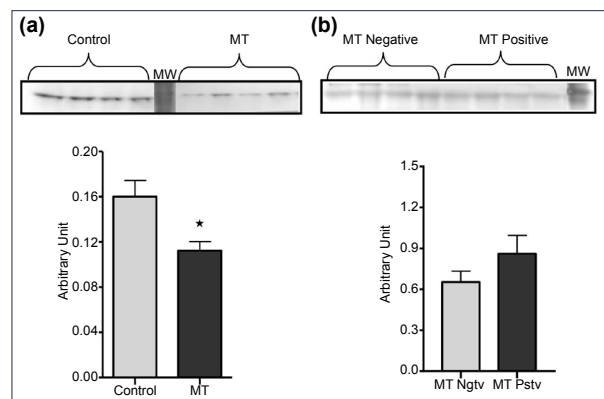 (a)
Control
MW
MT
0.20
0.16
0.12
0.08
0.04
0.00
Arbitrary Unit
★
Control
MT
(b)
MT Negative
MT Positive
MW
1.5
1.2
0.9
0.6
0.3
0.0
Arbitrary Unit
MT Ngtv
MT Pstv